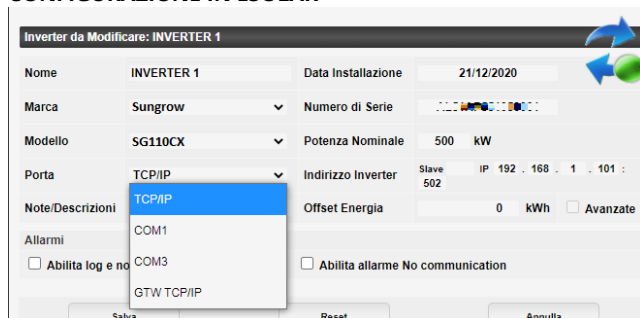 CONFIGURAZIONE IN ESOLAR
Inverter da Modificare: INVERTER 1
Nome INVERTER 1 Data Installazione 21/12/2020
Marca Sungrow Numero di Serie
Modello SG110CX Potenza Nominale 500 kW
Porta TCP/IP Indirizzo Inverter Slave IP 192 . 168 . 1 . 101 :
502
Note/Descrizioni TCP/IP Offset Energia 0 kWh Avanzate
COM1
Allarmi
Abilita log e no COM3 Abilita allarme No communication
GTW TCP/IP
Salva Reset Annulla